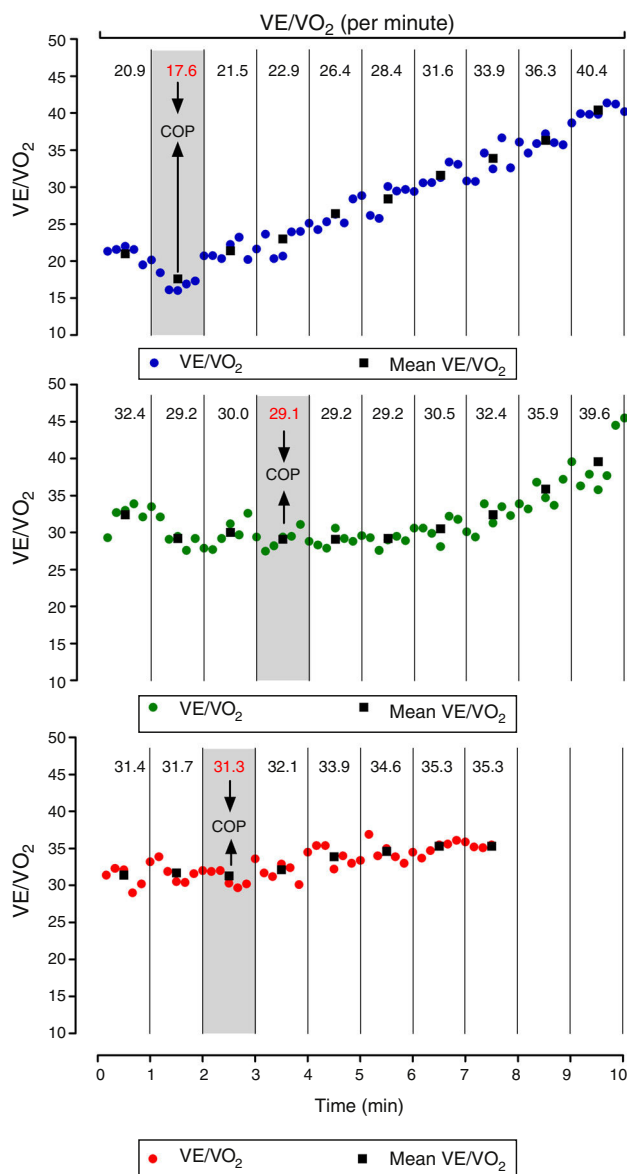 VE/VO2 (per minute)
50
45
40
35
30
25
20
15
10
VE/VO2
20.9 17.6 21.5 22.9 26.4 28.4 31.6 33.9 36.3 40.4
COP
VE/VO2 Mean VE/VO2
50
45
40
35
30
25
20
15
10
VE/VO2
32.4 29.2 30.0 29.1 29.2 29.2 30.5 32.4 35.9 39.6
COP
VE/VO2 Mean VE/VO2
50
45
40
35
30
25
20
15
10
VE/VO2
31.4 31.7 31.3 32.1 33.9 34.6 35.3 35.3
COP
0 1 2 3 4 5 6 7 8 9 10
Time (min)
VE/VO2 Mean VE/VO2